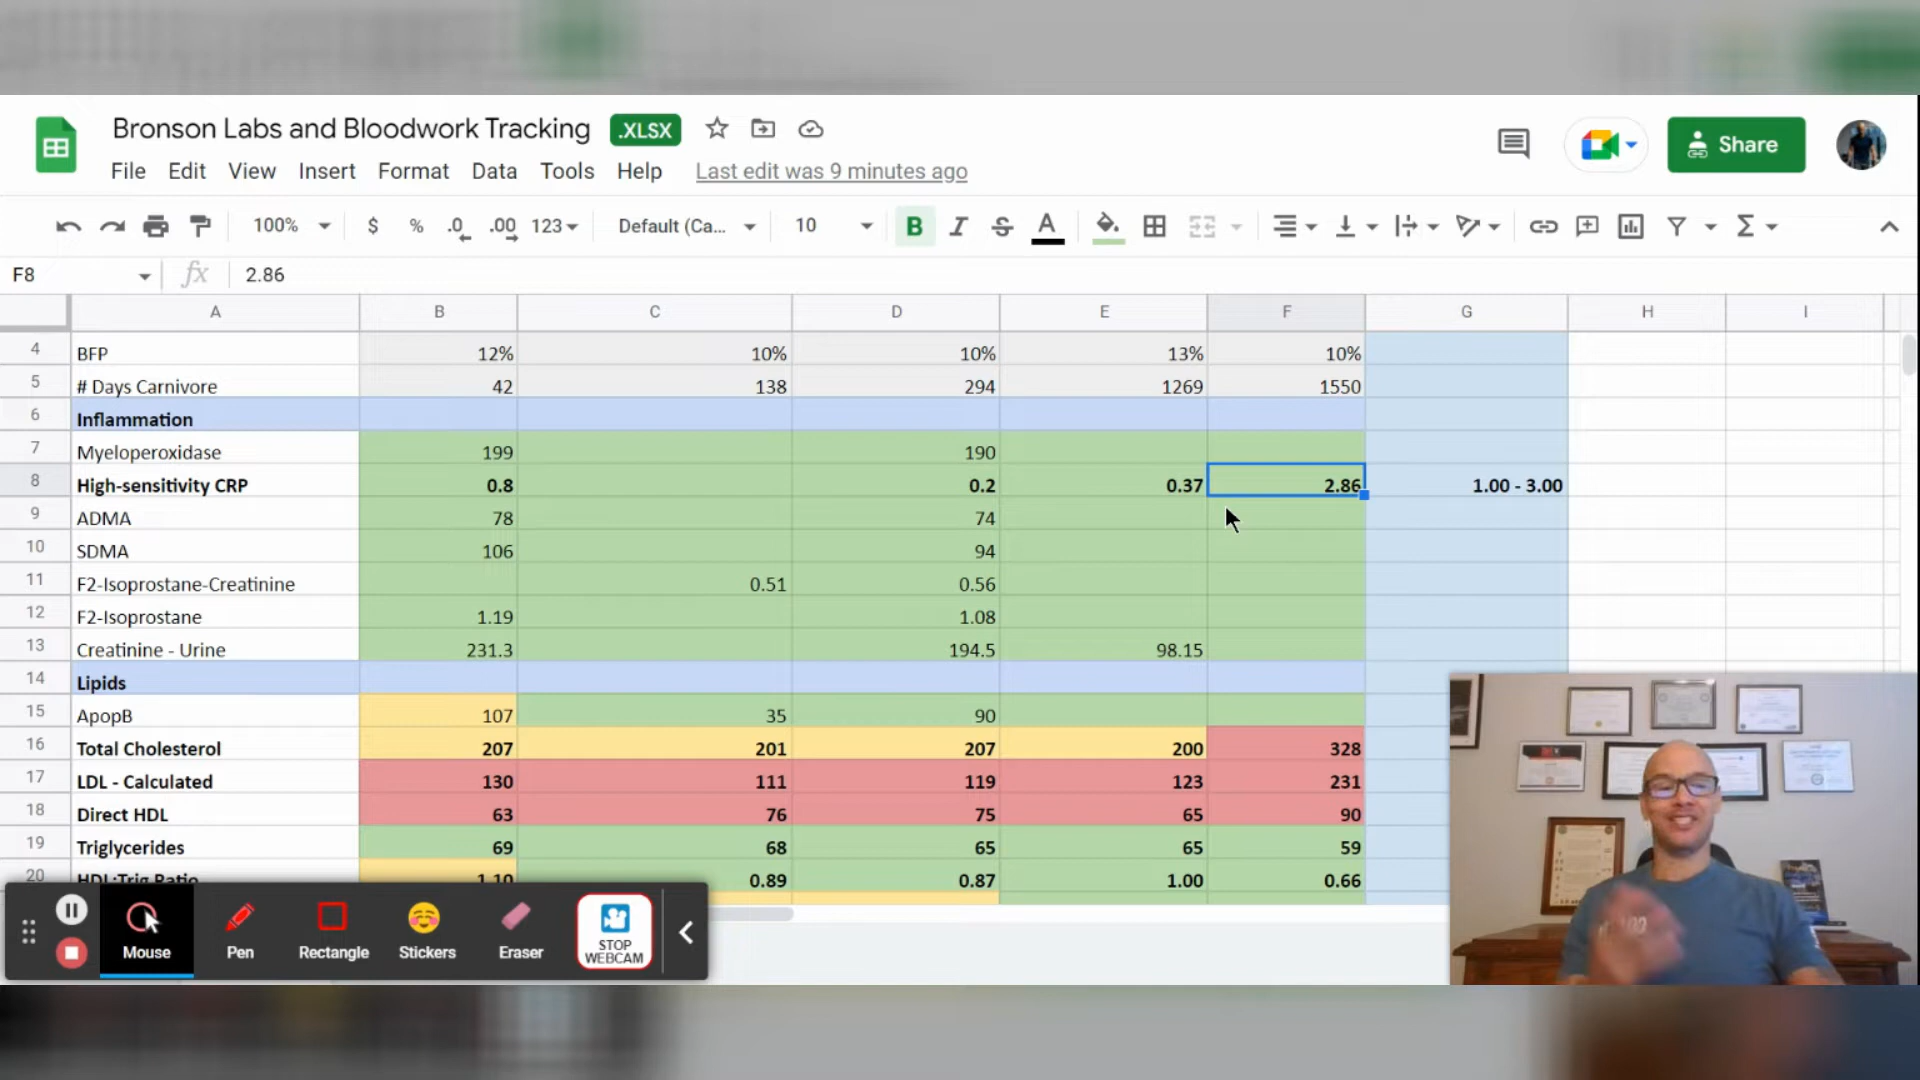 Bronson Labs and Bloodwork Tracking .XLSX
Share
File Edit View Insert Format Data Tools Help Last edit was 9 minutes ago
100% $ % .0 .00 123 Default (Ca... 10 B I S A
F8 fx 2.86
A B C D E F G H I
4 BFP 12% 10% 10% 13% 10%
5 # Days Carnivore 42 138 294 1269 1550
6 Inflammation
7 Myeloperoxidase 199 190
8 High-sensitivity CRP 0.8 0.2 0.37 2.86 1.00 - 3.00
9 ADMA 78 74
10 SDMA 106 94
11 F2-Isoprostane-Creatinine 0.51 0.56
12 F2-Isoprostane 1.19 1.08
13 Creatinine - Urine 231.3 194.5 98.15
14 Lipids
15 ApopB 107 35 90
16 Total Cholesterol 207 201 207 200 328
17 LDL - Calculated 130 111 119 123 231
18 Direct HDL 63 76 75 65 90
19 Triglycerides 69 68 65 65 59
20 HDL:Trig Ratio 1.10 0.89 0.87 1.00 0.66
Mouse Pen Rectangle Stickers Eraser STOP WEBCAM